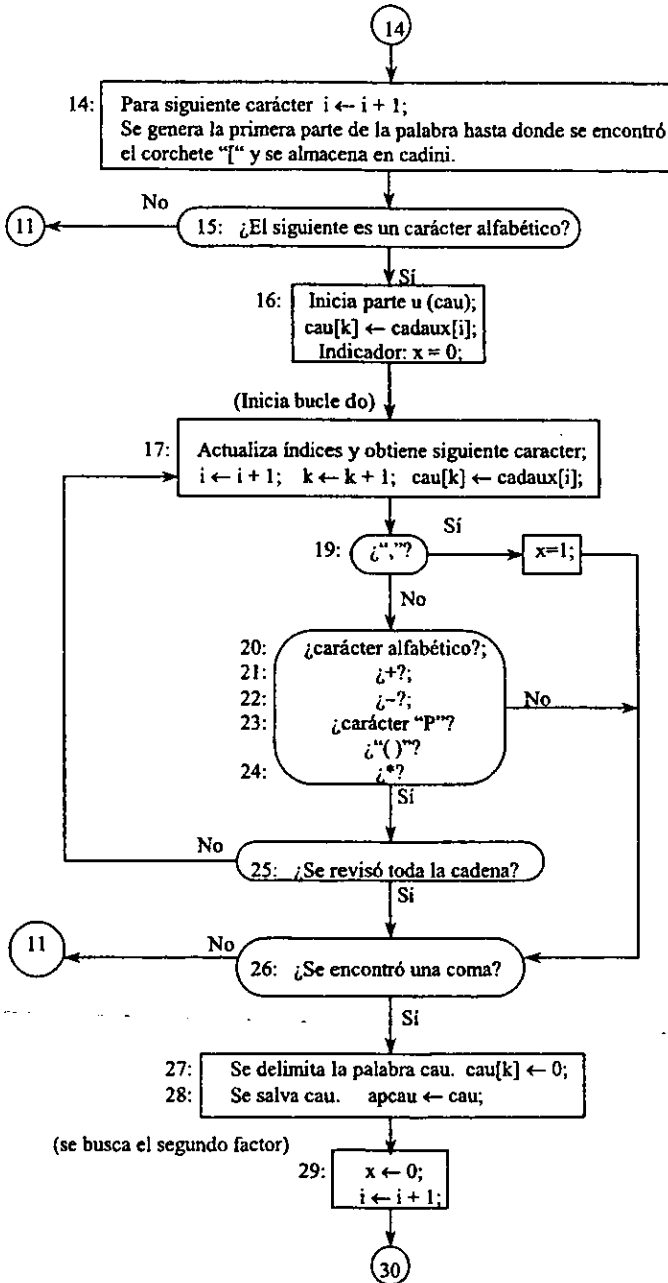 14
14: Para siguiente carácter i ← i + 1;
Se genera la primera parte de la palabra hasta donde se encontró
el corchete “[“ y se almacena en cadini.
No
11
15: ¿El siguiente es un carácter alfabético?
Sí
16: Inicia parte u (cau);
cau[k] ← cadaux[i];
Indicador: x = 0;
(Inicia bucle do)
17: Actualiza índices y obtiene siguiente caracter;
i ← i + 1; k ← k + 1; cau[k] ← cadaux[i];
Sí
19: ¿“,”?
x=1;
No
20: ¿carácter alfabético?;
21: ¿+?;
22: ¿−?;
No
23: ¿carácter “P”?
¿“( )”?
24: ¿*?
Sí
No
25: ¿Se revisó toda la cadena?
Sí
11
No
26: ¿Se encontró una coma?
Sí
27: Se delimita la palabra cau. cau[k] ← 0;
28: Se salva cau. apcau ← cau;
(se busca el segundo factor)
29: x ← 0;
i ← i + 1;
30